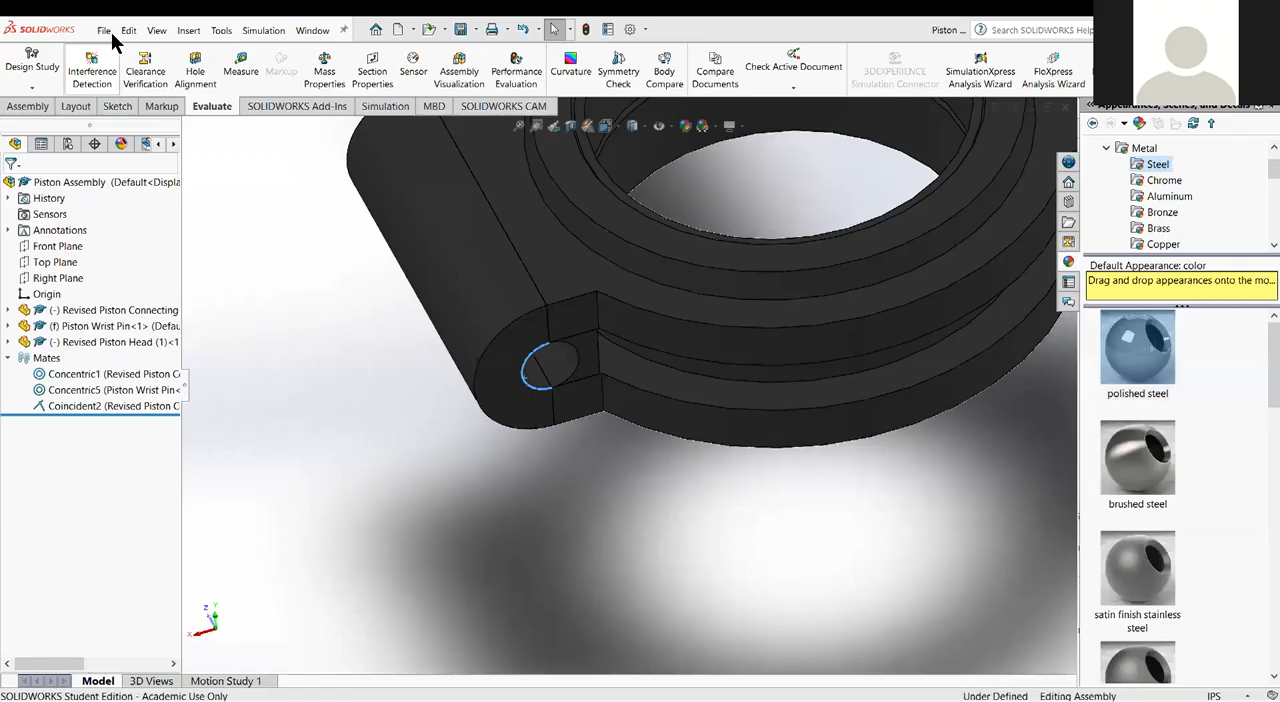 SOLIDWORKS File Edit View Insert Tools Simulation Window Piston ... Search SOLIDWORKS Help
Design Study
Interference Detection
Clearance Verification
Hole Alignment
Measure
Markup
Mass Properties
Section Properties
Sensor
Assembly Visualization
Performance Evaluation
Curvature
Symmetry Check
Body Compare
Compare Documents
Check Active Document
3DEXPERIENCE Simulation Connector
SimulationXpress Analysis Wizard
FloXpress Analysis Wizard
Assembly Layout Sketch Markup Evaluate SOLIDWORKS Add-Ins Simulation MBD SOLIDWORKS CAM
Piston Assembly (Default<Displa
History
Sensors
Annotations
Front Plane
Top Plane
Right Plane
Origin
(-) Revised Piston Connecting
(f) Piston Wrist Pin<1> (Defau
(-) Revised Piston Head (1)<1
Mates
Concentric1 (Revised Piston C
Concentric5 (Piston Wrist Pin<
Coincident2 (Revised Piston C
Y
Z
X
Appearances, Scenes, and Decals
Metal
Steel
Chrome
Aluminum
Bronze
Brass
Copper
Default Appearance: color
Drag and drop appearances onto the mo...
polished steel
brushed steel
satin finish stainless
steel
Model 3D Views Motion Study 1
SOLIDWORKS Student Edition - Academic Use Only Under Defined Editing Assembly IPS